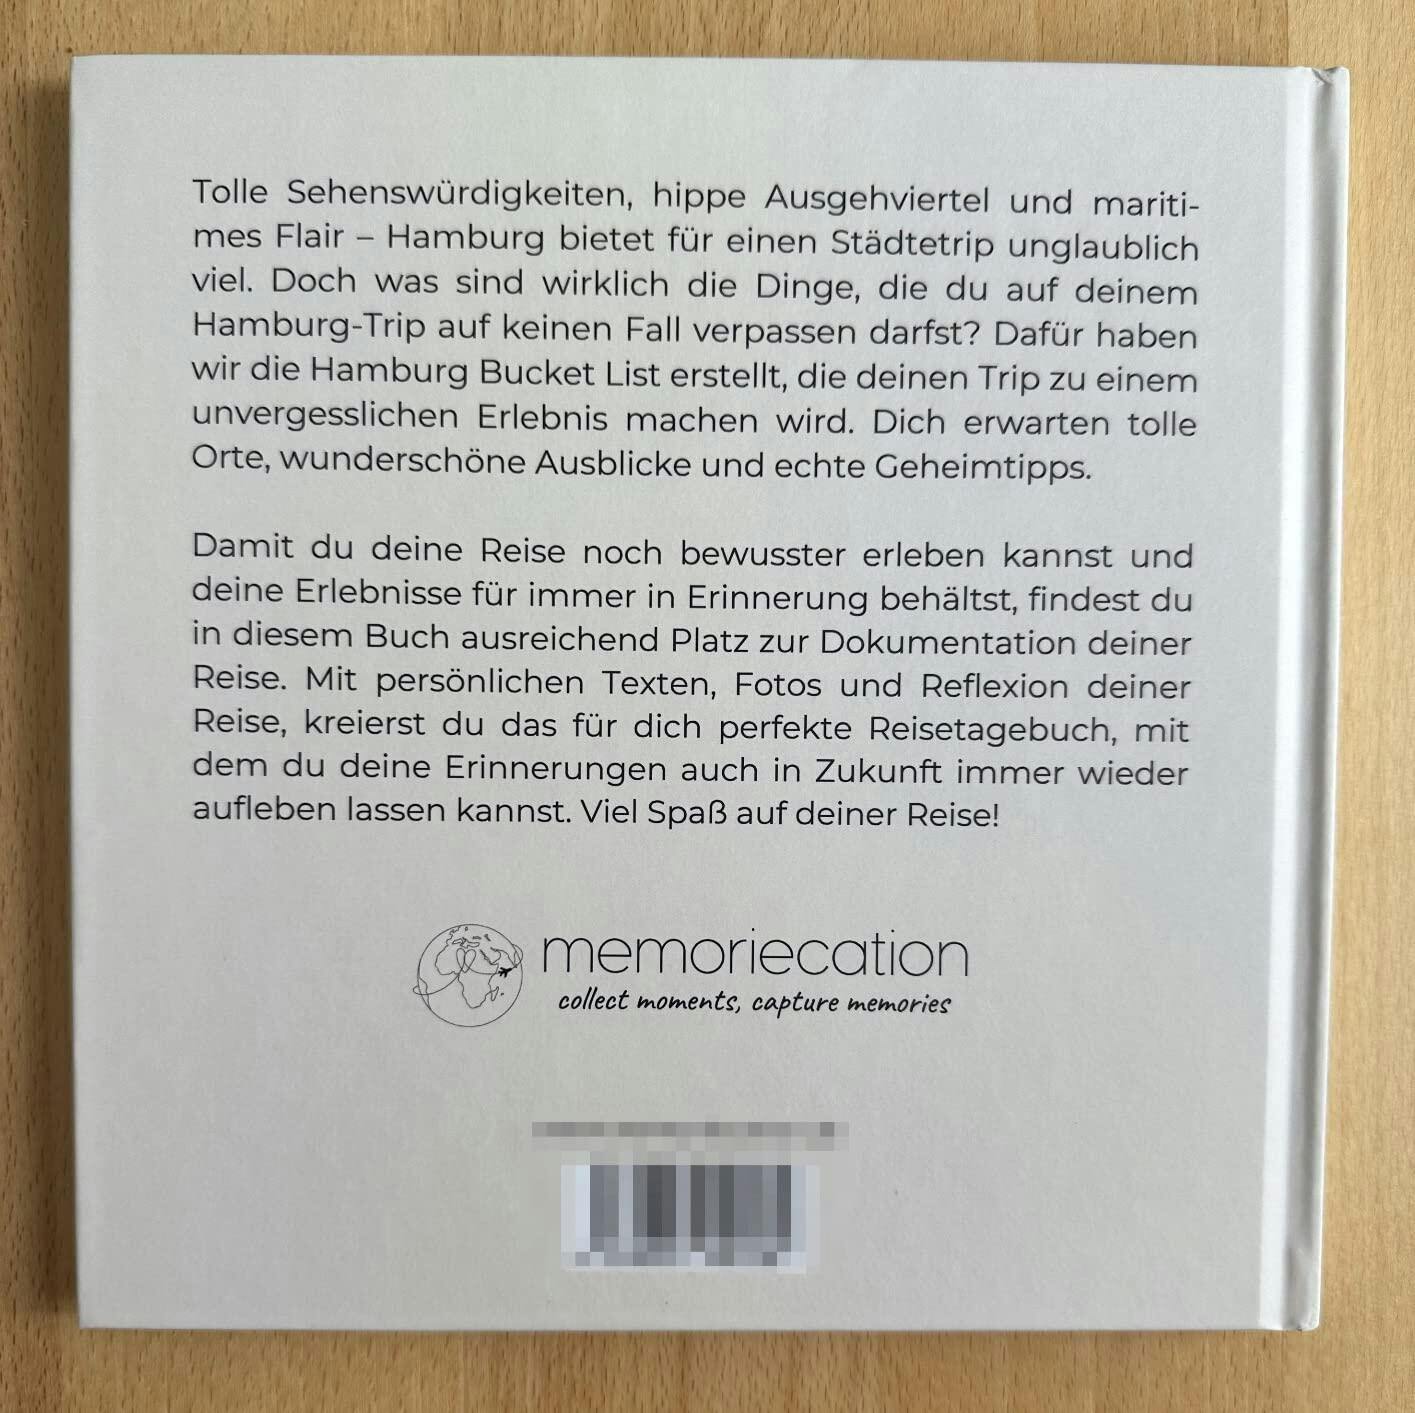 Tolle Sehenswürdigkeiten, hippe Ausgehviertel und mariti-
mes Flair – Hamburg bietet für einen Städtetrip unglaublich
viel. Doch was sind wirklich die Dinge, die du auf deinem
Hamburg-Trip auf keinen Fall verpassen darfst? Dafür haben
wir die Hamburg Bucket List erstellt, die deinen Trip zu einem
unvergesslichen Erlebnis machen wird. Dich erwarten tolle
Orte, wunderschöne Ausblicke und echte Geheimtipps.
Damit du deine Reise noch bewusster erleben kannst und
deine Erlebnisse für immer in Erinnerung behältst, findest du
in diesem Buch ausreichend Platz zur Dokumentation deiner
Reise. Mit persönlichen Texten, Fotos und Reflexion deiner
Reise, kreierst du das für dich perfekte Reisetagebuch, mit
dem du deine Erinnerungen auch in Zukunft immer wieder
aufleben lassen kannst. Viel Spaß auf deiner Reise!
memoriecation
collect moments, capture memories